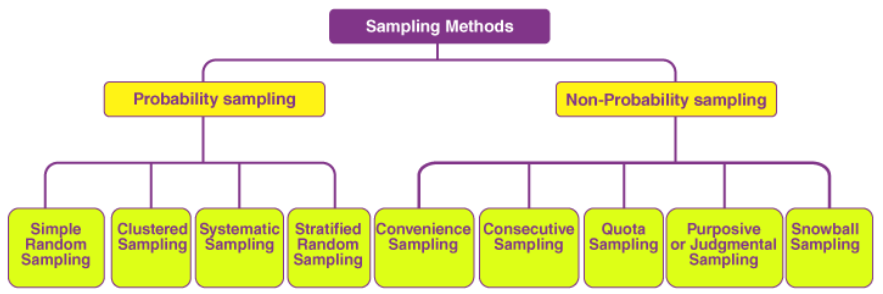 Sampling Methods
Probability sampling
Non-Probability sampling
Simple
Random
Sampling
Clustered
Sampling
Systematic
Sampling
Stratified
Random
Sampling
Convenience
Sampling
Consecutive
Sampling
Quota
Sampling
Purposive
or Judgmental
Sampling
Snowball
Sampling